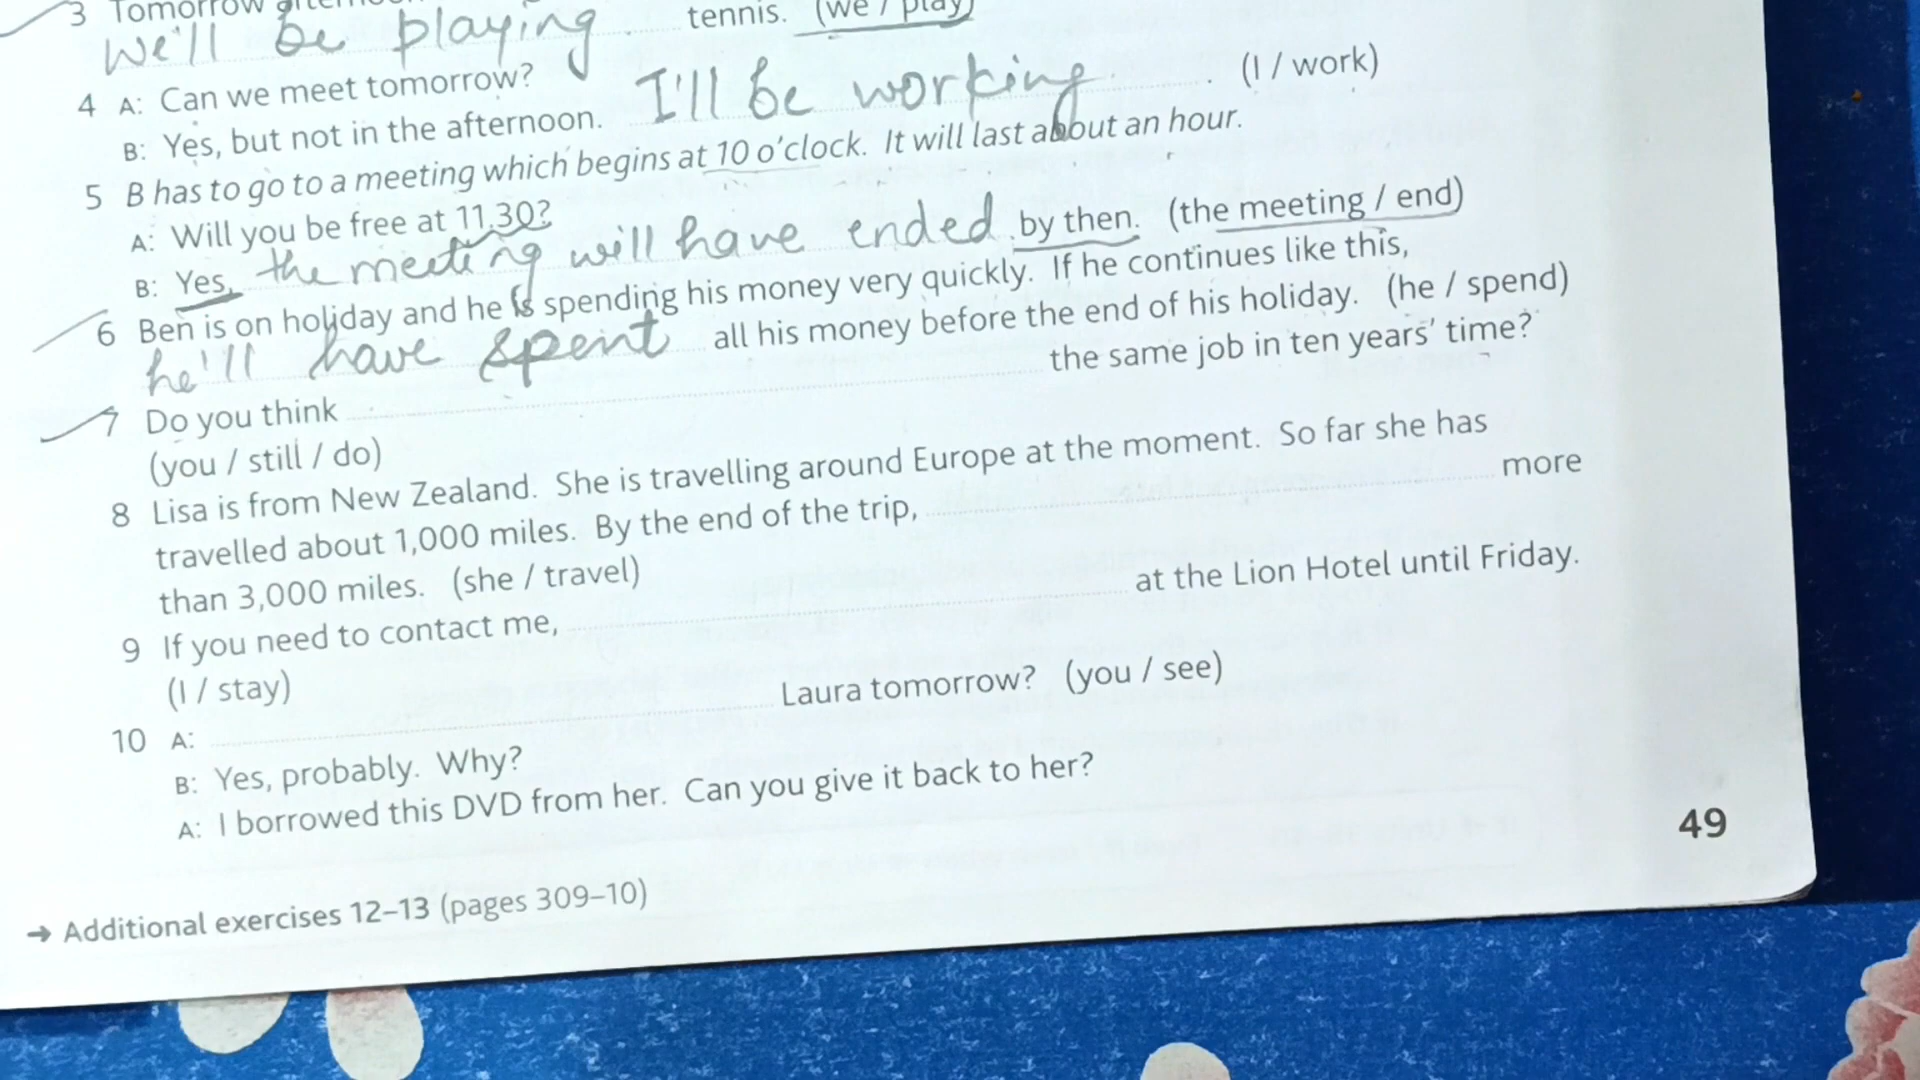 3 Tomorrow
we'll be playing tennis. (we / play)
4 A: Can we meet tomorrow?
B: Yes, but not in the afternoon. I'll be working. (I / work)
5 B has to go to a meeting which begins at 10 o'clock. It will last about an hour.
A: Will you be free at 11.30?
B: Yes, the meeting will have ended by then. (the meeting / end)
6 Ben is on holiday and he is spending his money very quickly. If he continues like this,
he'll have spent all his money before the end of his holiday. (he / spend)
7 Do you think the same job in ten years' time?
(you / still / do)
8 Lisa is from New Zealand. She is travelling around Europe at the moment. So far she has
travelled about 1,000 miles. By the end of the trip, more
than 3,000 miles. (she / travel)
9 If you need to contact me, at the Lion Hotel until Friday.
(I / stay)
10 A: Laura tomorrow? (you / see)
B: Yes, probably. Why?
A: I borrowed this DVD from her. Can you give it back to her?
49
→ Additional exercises 12–13 (pages 309–10)